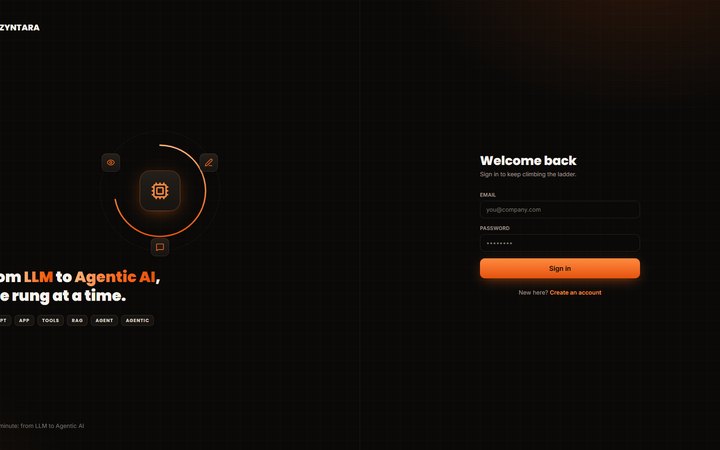 ZYNTARA
om LLM to Agentic AI,
e rung at a time.
PT
APP
TOOLS
RAG
AGENT
AGENTIC
minute: from LLM to Agentic AI
Welcome back
Sign in to keep climbing the ladder.
EMAIL
you@company.com
PASSWORD
Sign in
New here? Create an account